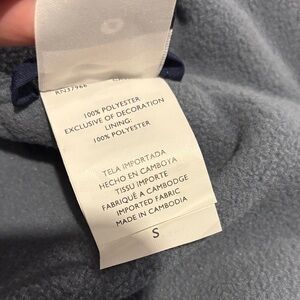 RN37966
100% POLYESTER
EXCLUSIVE OF DECORATION
LINING:
100% POLYESTER
TELA IMPORTADA
HECHO EN CAMBOYA
TISSU IMPORTE
FABRIQUÉ A CAMBODGE
IMPORTED FABRIC
MADE IN CAMBODIA
S